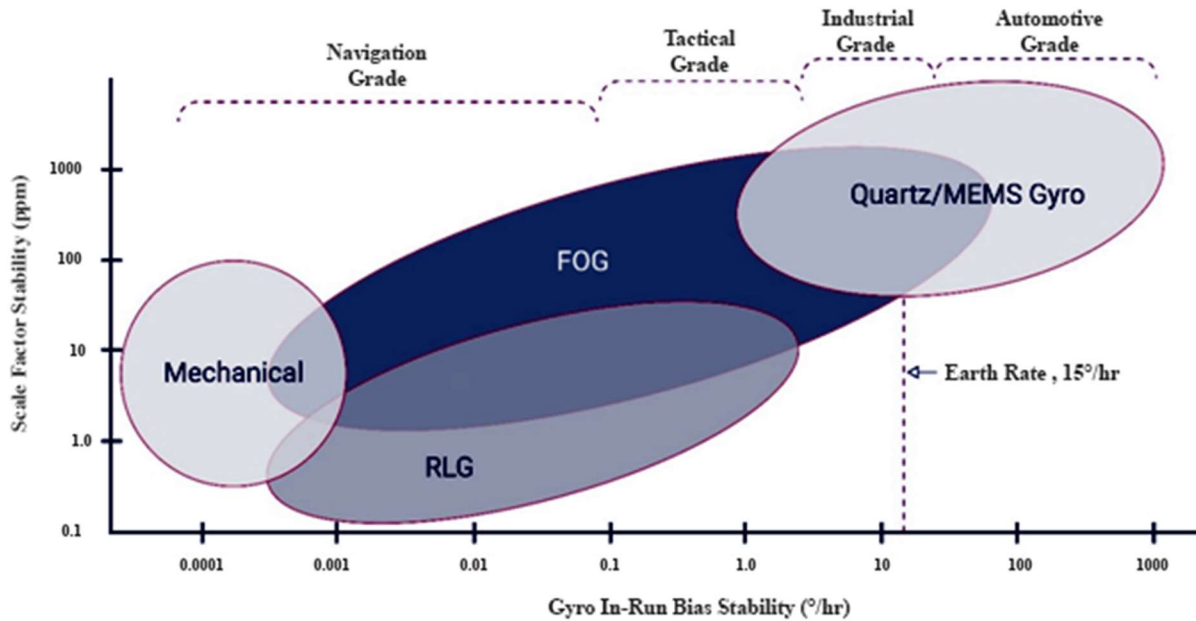 Navigation
Grade
Tactical
Grade
Industrial
Grade
Automotive
Grade
Scale Factor Stability (ppm)
1000
100
10
1.0
0.1
Mechanical
FOG
RLG
Quartz/MEMS Gyro
Earth Rate , 15°/hr
0.0001
0.001
0.01
0.1
1.0
10
100
1000
Gyro In-Run Bias Stability (°/hr)